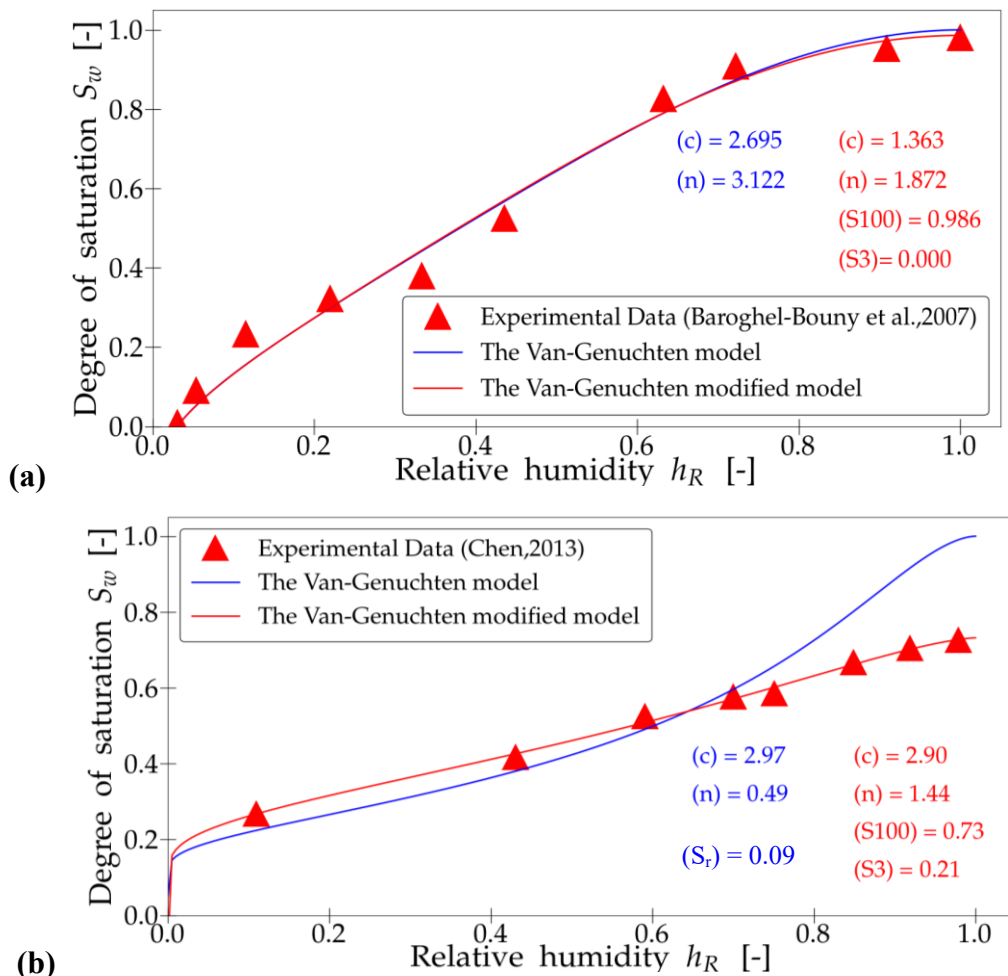 Degree of saturation S_w [-]
1.0
0.8
0.6
0.4
0.2
0.0
(c) = 2.695
(n) = 3.122
(c) = 1.363
(n) = 1.872
(S100) = 0.986
(S3)= 0.000
Experimental Data (Baroghel-Bouny et al.,2007)
The Van-Genuchten model
The Van-Genuchten modified model
0.0 0.2 0.4 0.6 0.8 1.0
Relative humidity h_R [-]
(a)
Degree of saturation S_w [-]
1.0
0.8
0.6
0.4
0.2
0.0
Experimental Data (Chen,2013)
The Van-Genuchten model
The Van-Genuchten modified model
(c) = 2.97
(n) = 0.49
(S_r) = 0.09
(c) = 2.90
(n) = 1.44
(S100) = 0.73
(S3) = 0.21
0.0 0.2 0.4 0.6 0.8 1.0
Relative humidity h_R [-]
(b)